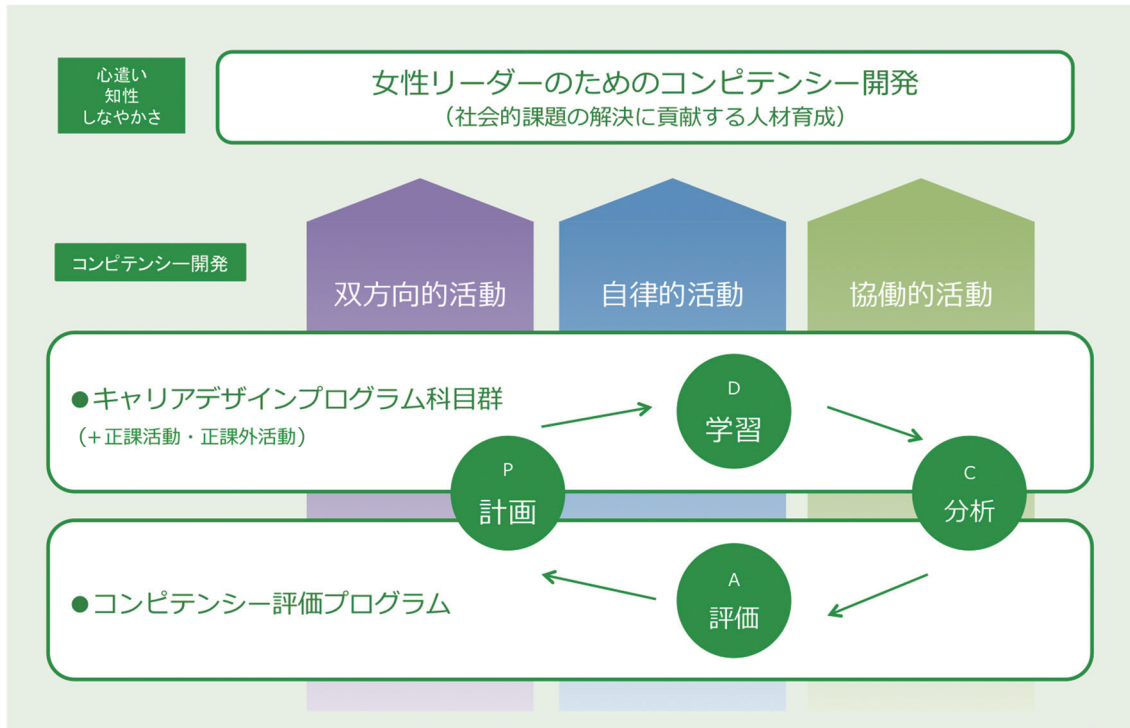 心遣い
知性
しなやかさ
女性リーダーのためのコンピテンシー開発
（社会的課題の解決に貢献する人材育成）
コンピテンシー開発
双方向的活動
自律的活動
協働的活動
●キャリアデザインプログラム科目群
（+正課活動・正課外活動）
D
学習
P
計画
C
分析
●コンピテンシー評価プログラム
A
評価